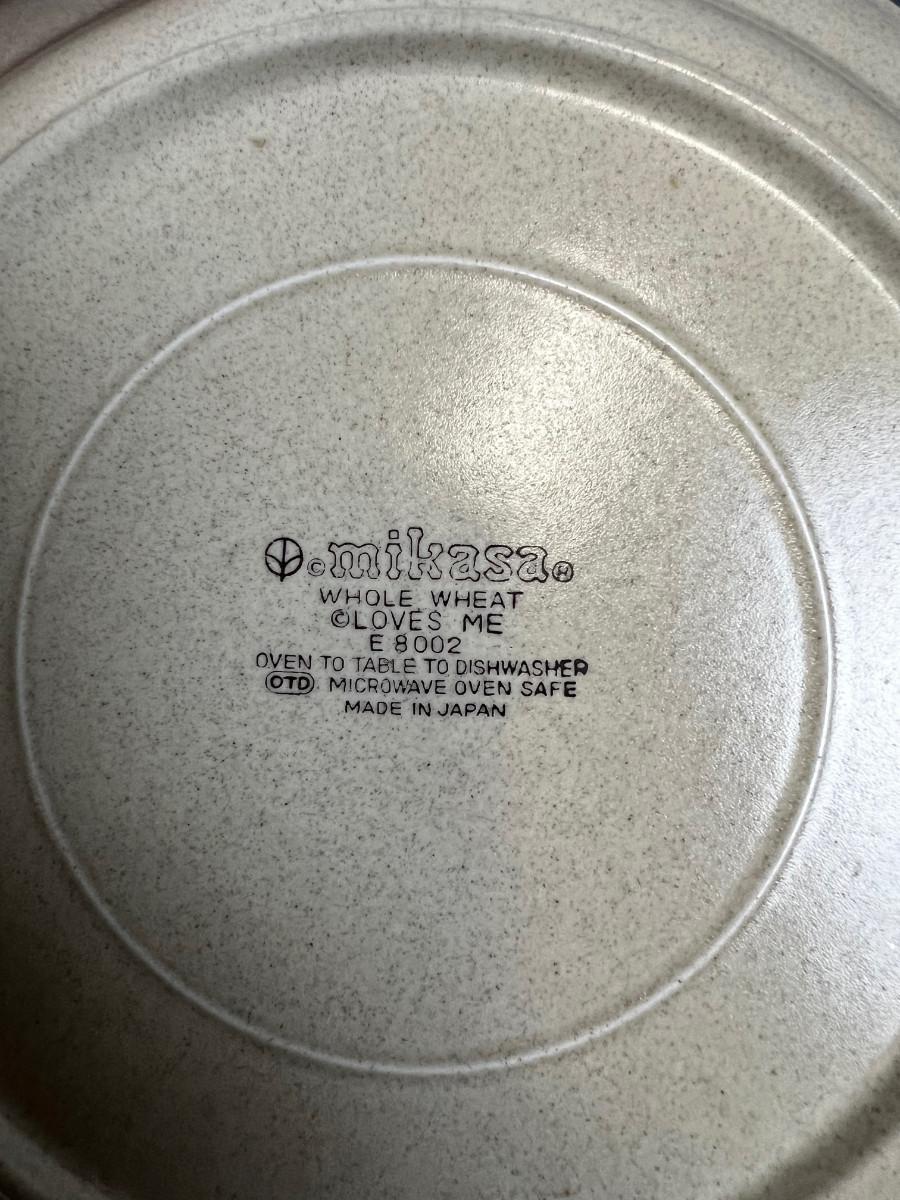 © mikasa ®
WHOLE WHEAT
© LOVES ME
E 8002
OVEN TO TABLE TO DISHWASHER
OTD MICROWAVE OVEN SAFE
MADE IN JAPAN